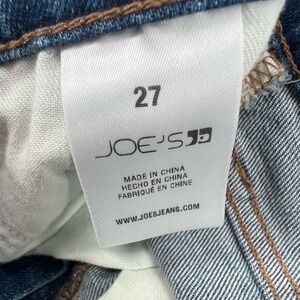 27
JOE'S
MADE IN CHINA
HECHO EN CHINA
FABRIQUÉ EN CHINE
WWW.JOESJEANS.COM